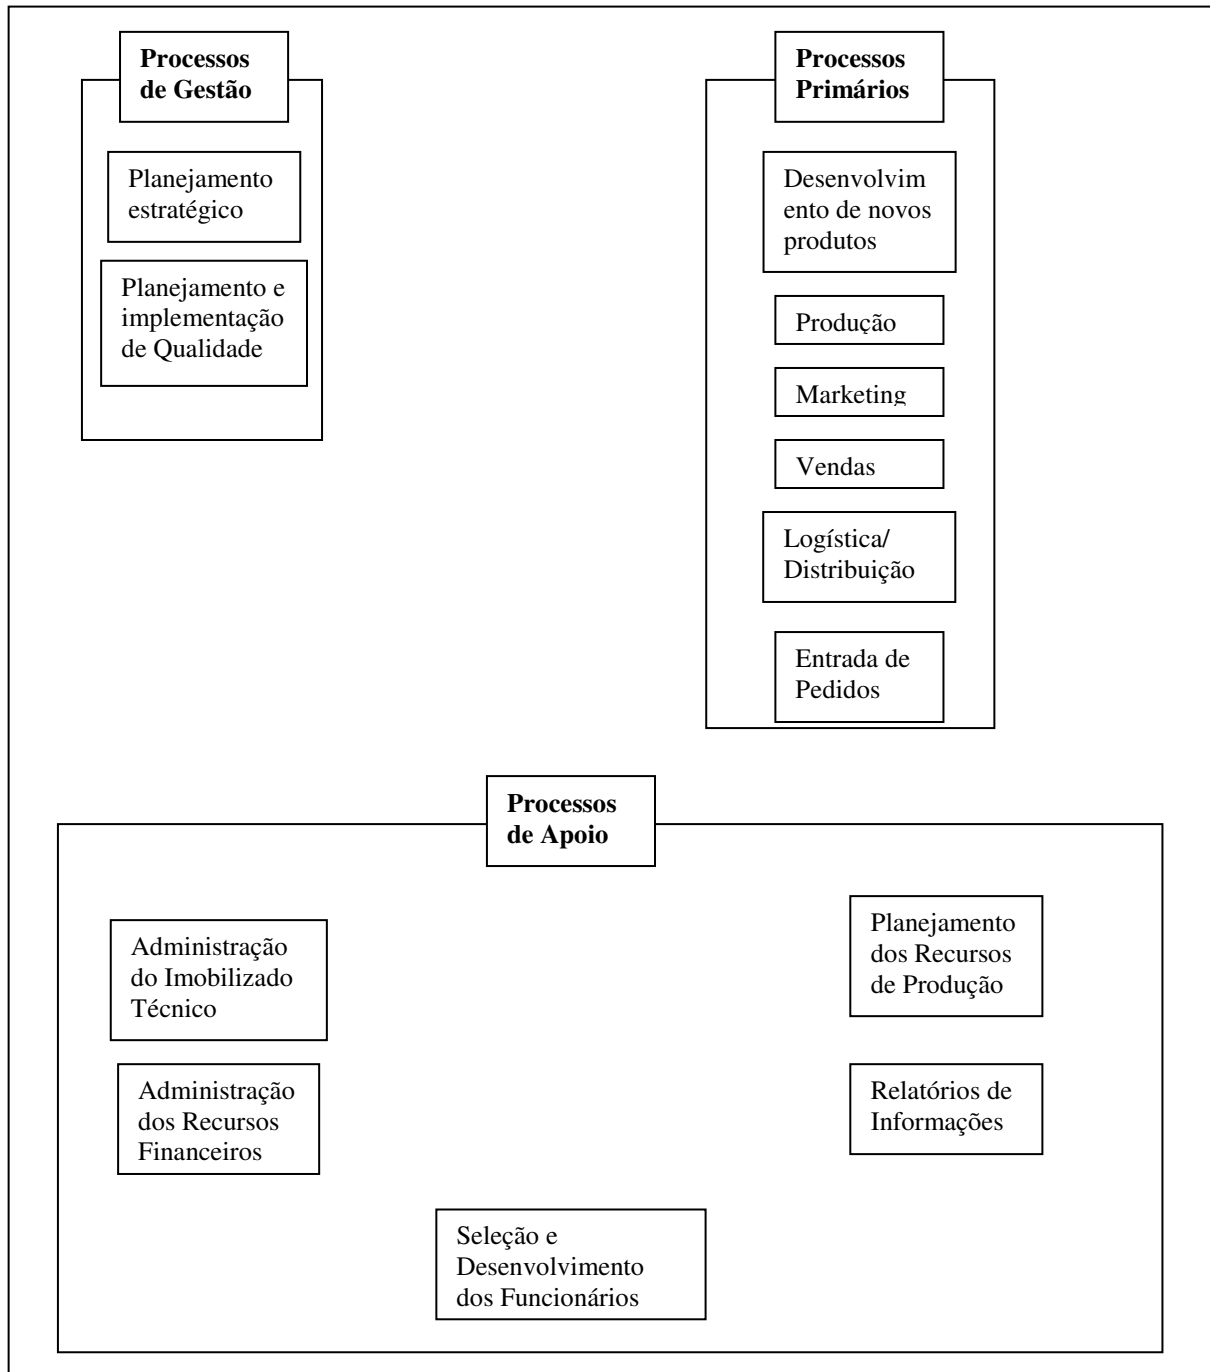 Processos
de Gestão
Planejamento
estratégico
Planejamento e
implementação
de Qualidade
Processos
Primários
Desenvolvim
ento de novos
produtos
Produção
Marketing
Vendas
Logística/
Distribuição
Entrada de
Pedidos
Processos
de Apoio
Administração
do Imobilizado
Técnico
Administração
dos Recursos
Financeiros
Planejamento
dos Recursos
de Produção
Relatórios de
Informações
Seleção e
Desenvolvimento
dos Funcionários